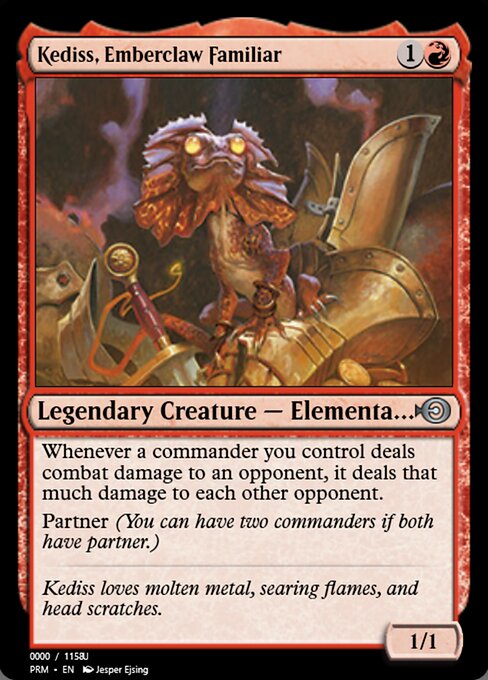 Kediss, Emberclaw Familiar 1
Legendary Creature — Elementa...
Whenever a commander you control deals
combat damage to an opponent, it deals that
much damage to each other opponent.
Partner (You can have two commanders if both
have partner.)
Kediss loves molten metal, searing flames, and
head scratches.
1/1
0000 / 1158U
PRM • EN Jesper Ejsing